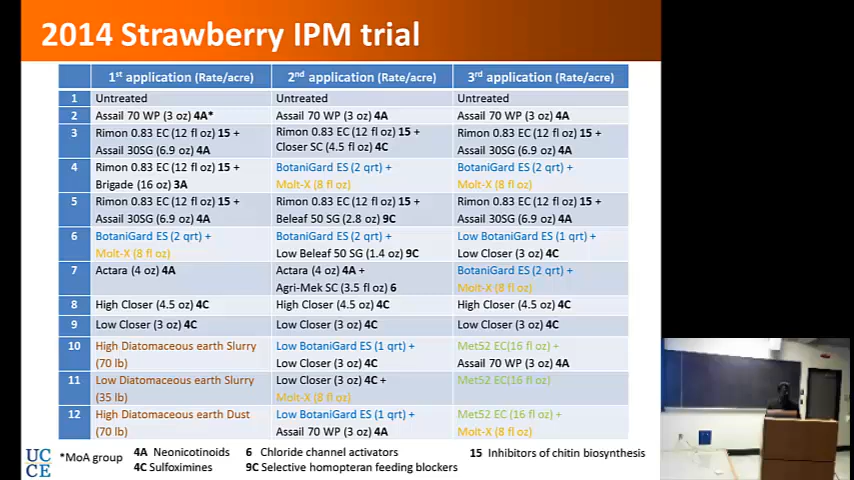 2014 Strawberry IPM trial
1st application (Rate/acre) 2nd application (Rate/acre) 3rd application (Rate/acre)
1 Untreated Untreated Untreated
2 Assail 70 WP (3 oz) 4A* Assail 70 WP (3 oz) 4A Assail 70 WP (3 oz) 4A
3 Rimon 0.83 EC (12 fl oz) 15 + Rimon 0.83 EC (12 fl oz) 15 + Rimon 0.83 EC (12 fl oz) 15 +
Assail 30SG (6.9 oz) 4A Closer SC (4.5 fl oz) 4C Assail 30SG (6.9 oz) 4A
4 Rimon 0.83 EC (12 fl oz) 15 + BotaniGard ES (2 qrt) + BotaniGard ES (2 qrt) +
Brigade (16 oz) 3A Molt-X (8 fl oz) Molt-X (8 fl oz)
5 Rimon 0.83 EC (12 fl oz) 15 + Rimon 0.83 EC (12 fl oz) 15 + Rimon 0.83 EC (12 fl oz) 15 +
Assail 30SG (6.9 oz) 4A Beleaf 50 SG (2.8 oz) 9C Assail 30SG (6.9 oz) 4A
6 BotaniGard ES (2 qrt) + BotaniGard ES (2 qrt) + Low BotaniGard ES (1 qrt) +
Molt-X (8 fl oz) Low Beleaf 50 SG (1.4 oz) 9C Low Closer (3 oz) 4C
7 Actara (4 oz) 4A Actara (4 oz) 4A + BotaniGard ES (2 qrt) +
Agri-Mek SC (3.5 fl oz) 6 Molt-X (8 fl oz)
8 High Closer (4.5 oz) 4C High Closer (4.5 oz) 4C High Closer (4.5 oz) 4C
9 Low Closer (3 oz) 4C Low Closer (3 oz) 4C Low Closer (3 oz) 4C
10 High Diatomaceous earth Slurry Low BotaniGard ES (1 qrt) + Met52 EC(16 fl oz) +
(70 lb) Low Closer (3 oz) 4C Assail 70 WP (3 oz) 4A
11 Low Diatomaceous earth Slurry Low Closer (3 oz) 4C + Met52 EC(16 fl oz)
(35 lb) Molt-X (8 fl oz)
12 High Diatomaceous earth Dust Low BotaniGard ES (1 qrt) + Met52 EC (16 fl oz) +
(70 lb) Assail 70 WP (3 oz) 4A Molt-X (8 fl oz)
UC
CE
*MoA group 4A Neonicotinoids 6 Chloride channel activators 15 Inhibitors of chitin biosynthesis
4C Sulfoximines 9C Selective homopteran feeding blockers